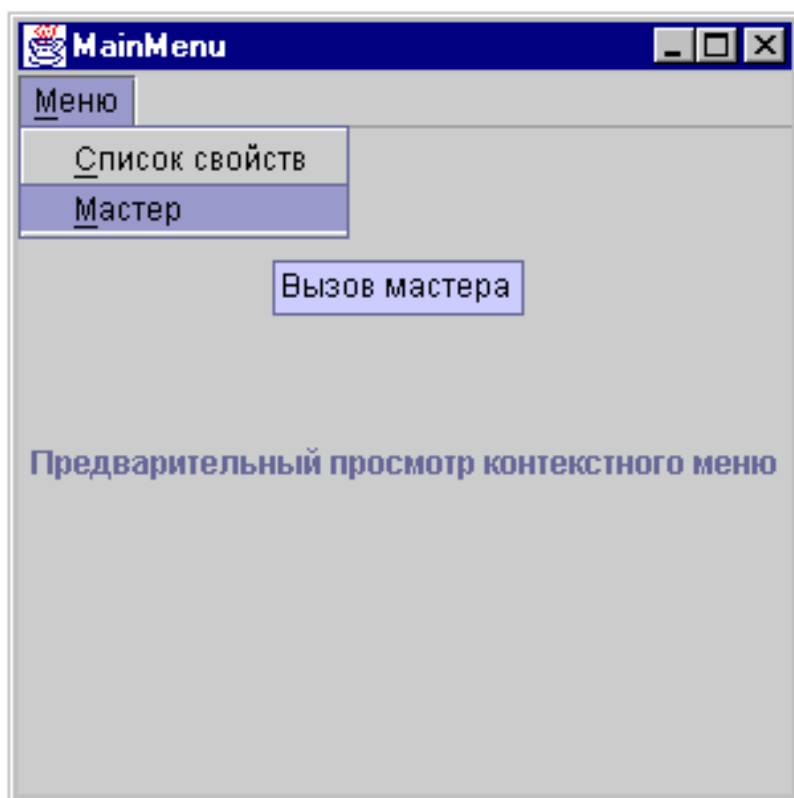 MainMenu
Меню
Список свойств
Мастер
Вызов мастера
Предварительный просмотр контекстного меню